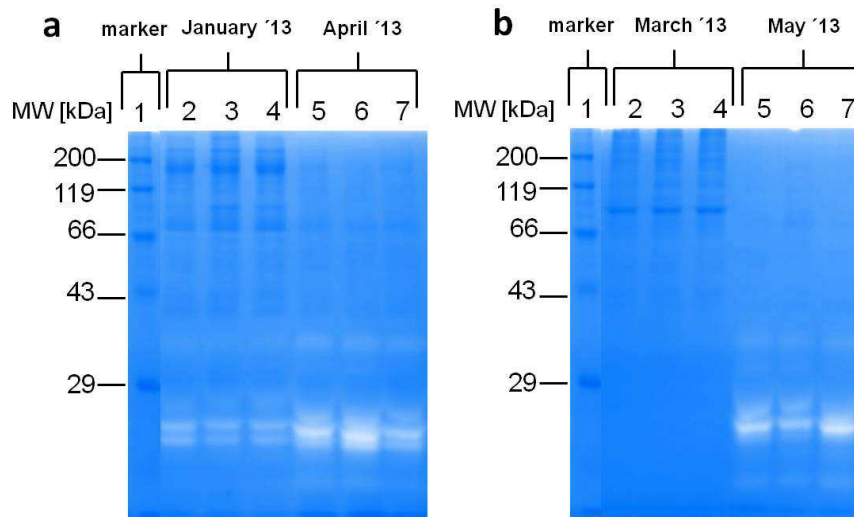 a
marker January ´13 April ´13
MW [kDa] 1 2 3 4 5 6 7
200
119
66
43
29
b
marker March ´13 May ´13
MW [kDa] 1 2 3 4 5 6 7
200
119
66
43
29